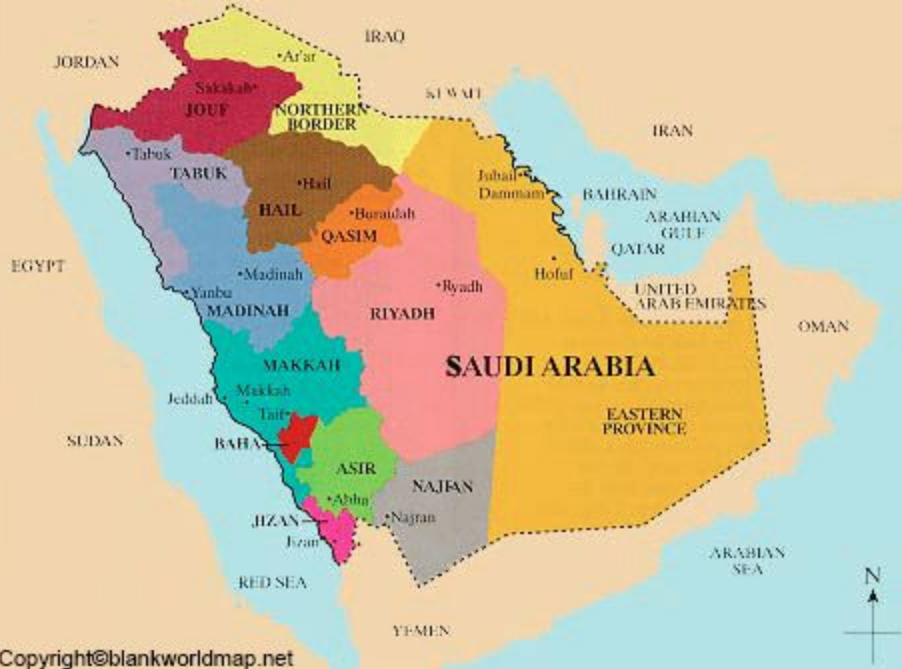 IRAQ
JORDAN
Ar'ar
KUWAIT
Sakakah
JOUF
NORTHERN
BORDER
IRAN
Tabuk
TABUK
Hail
Jubail
Dammam
BAHRAIN
HAIL
Buraidah
QASIM
ARABIAN
GULF
QATAR
EGYPT
Madinah
Hofuf
Yanbu
MADINAH
Ryadh
RIYADH
UNITED
ARAB EMIRATES
OMAN
MAKKAH
SAUDI ARABIA
Jeddah
Makkah
Taif
EASTERN
PROVINCE
SUDAN
BAHA
ASIR
NAJFAN
Abha
JIZAN
Najran
Jizan
ARABIAN
SEA
RED SEA
N
YEMEN
Copyright©blankworldmap.net